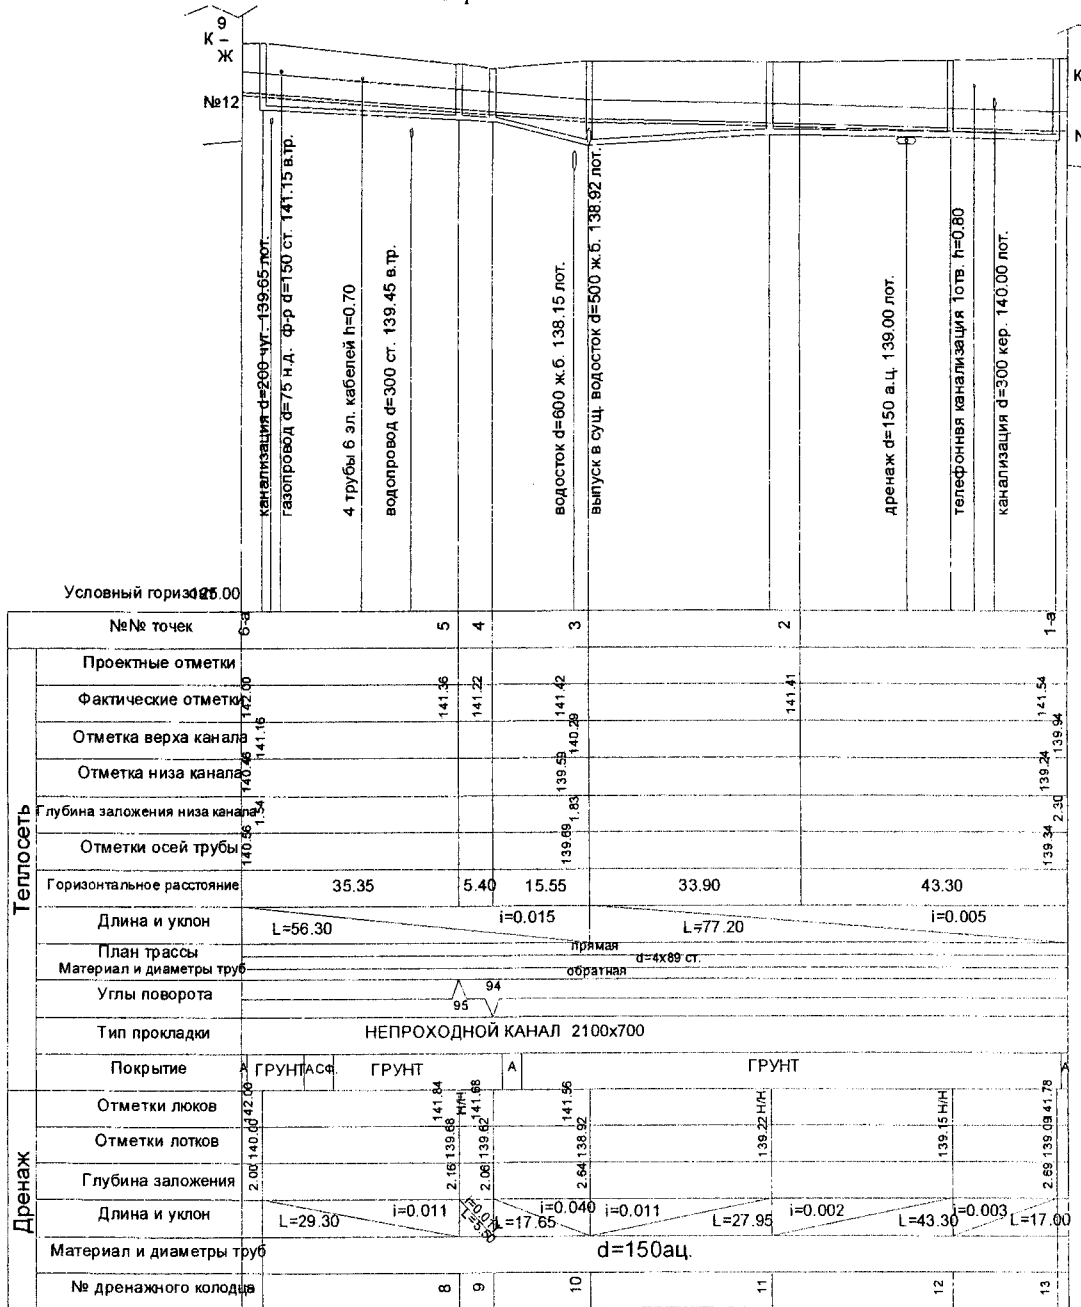 9
К –
Ж
№12
К
N
канализация d=200 чуг. 139.65 лот.
газопровод d=75 н.д. ф-р d=150 ст. 141.15 в.тр.
4 трубы 6 эл. кабелей h=0.70
водопровод d=300 ст. 139.45 в.тр.
водосток d=600 ж.б. 138.15 лот.
выпуск в сущ. водосток d=500 ж.б. 138.92 лот.
дренаж d=150 а.ц. 139.00 лот.
телефоннвя канализация 1отв. h=0.80
канализация d=300 кер. 140.00 лот.
Условный горизонт 125.00
№№ точек 6-а 5 4 3 2 1-а
Теплосеть
Проектные отметки
Фактические отметки 142.00 141.36 141.22 141.42 141.41 141.54
Отметка верха канала 141.16 140.29 139.94
Отметка низа канала 140.46 139.59 139.24
Глубина заложения низа канала 1.54 1.83 2.30
Отметки осей трубы 140.56 139.69 139.34
Горизонтальное расстояние 35.35 5.40 15.55 33.90 43.30
Длина и уклон L=56.30 i=0.015 L=77.20 i=0.005
План трассы прямая
Материал и диаметры труб d=4х89 ст.
обратная
Углы поворота 95 94
Тип прокладки НЕПРОХОДНОЙ КАНАЛ 2100х700
Покрытие А ГРУНТ АСФ. ГРУНТ А ГРУНТ А
Дренаж
Отметки люков 142.00 141.84 Н/Н 141.68 141.56 Н/Н Н/Н 141.78
Отметки лотков 140.00 139.68 139.62 138.92 139.22 139.15 139.09
Глубина заложения 2.00 2.16 2.06 2.64 2.69
Длина и уклон L=29.30 i=0.011 L=17.65 i=0.040 i=0.011 L=27.95 i=0.002 L=43.30 i=0.003 L=17.00
Материал и диаметры труб d=150ац.
№ дренажного колодца 8 9 10 11 12 13